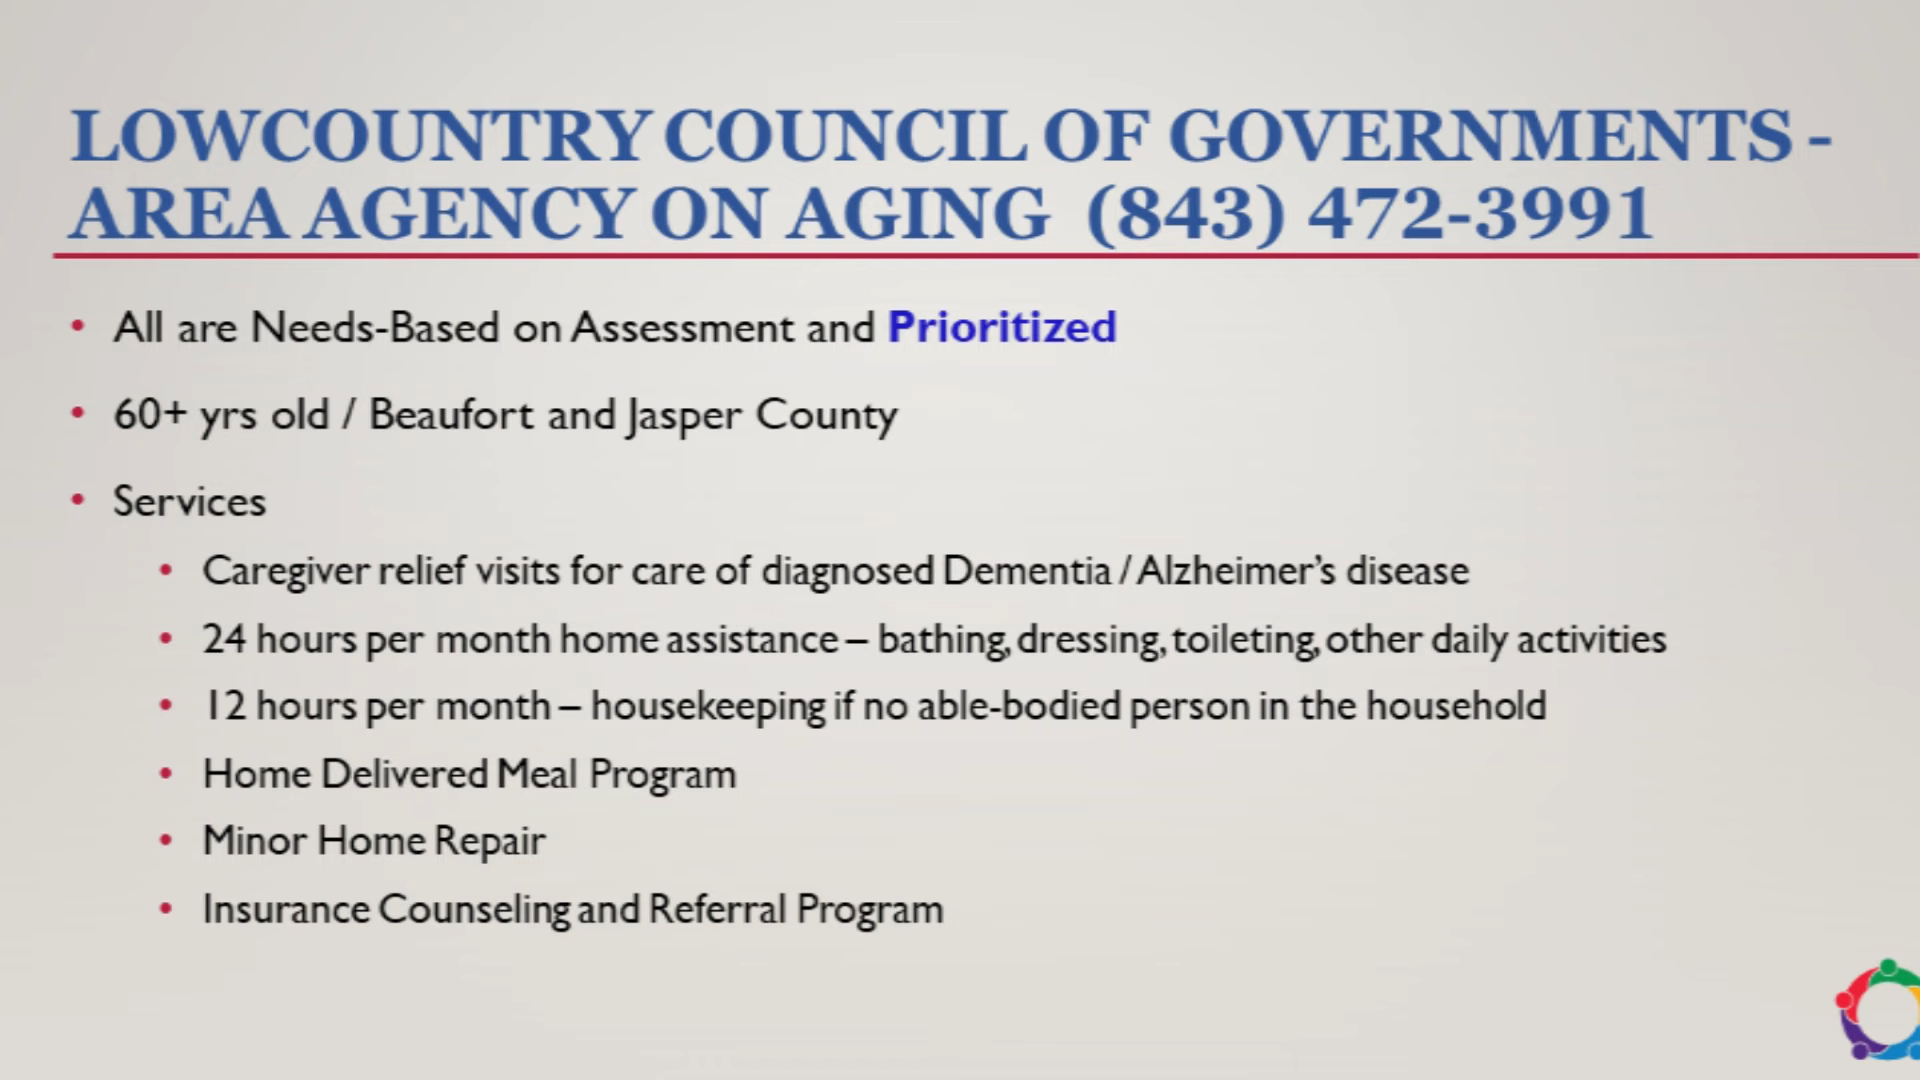 LOWCOUNTRY COUNCIL OF GOVERNMENTS -
AREA AGENCY ON AGING (843) 472-3991
• All are Needs-Based on Assessment and Prioritized
• 60+ yrs old / Beaufort and Jasper County
• Services
• Caregiver relief visits for care of diagnosed Dementia / Alzheimer’s disease
• 24 hours per month home assistance – bathing, dressing, toileting, other daily activities
• 12 hours per month – housekeeping if no able-bodied person in the household
• Home Delivered Meal Program
• Minor Home Repair
• Insurance Counseling and Referral Program